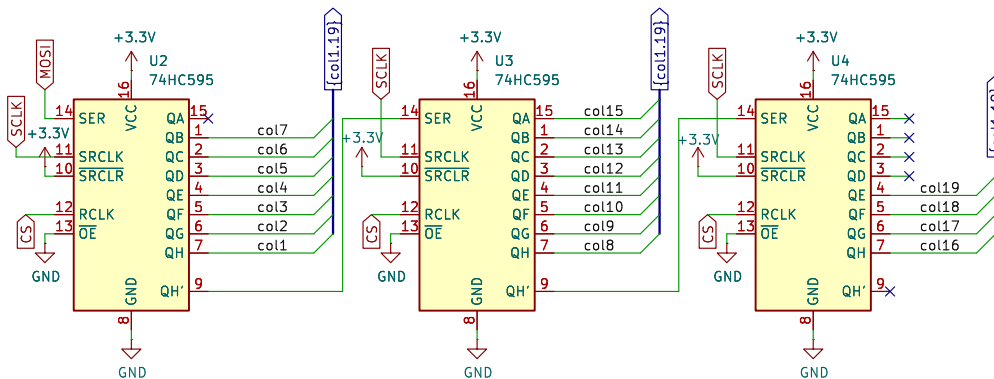 +3.3V
U2
74HC595
MOSI
SCLK
+3.3V
16
VCC
14
SER
11
SRCLK
10
SRCLR
12
RCLK
13
OE
CS
GND
QA
15
QB
1
col7
QC
2
col6
QD
3
col5
QE
4
col4
QF
5
col3
QG
6
col2
QH
7
col1
QH'
9
GND
8
GND
{col1.19}
+3.3V
U3
74HC595
SCLK
+3.3V
16
VCC
14
SER
11
SRCLK
10
SRCLR
12
RCLK
13
OE
CS
GND
QA
15
col15
QB
1
col14
QC
2
col13
QD
3
col12
QE
4
col11
QF
5
col10
QG
6
col9
QH
7
col8
QH'
9
GND
8
GND
{col1.19}
+3.3V
U4
74HC595
SCLK
+3.3V
16
VCC
14
SER
11
SRCLK
10
SRCLR
12
RCLK
13
OE
CS
GND
QA
15
QB
1
QC
2
QD
3
QE
4
col19
QF
5
col18
QG
6
col17
QH
7
col16
QH'
9
GND
8
GND